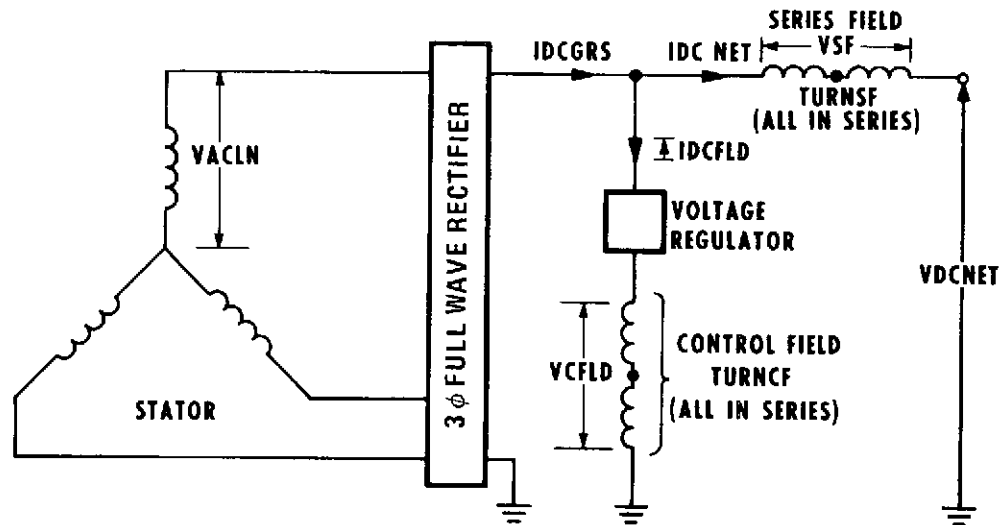 SERIES FIELD
VSF
IDCGRS
IDC NET
TURNSF
(ALL IN SERIES)
VACLN
IDCFLD
3ϕ FULL WAVE RECTIFIER
VOLTAGE
REGULATOR
VDCNET
CONTROL FIELD
VCFLD
TURNCF
(ALL IN SERIES)
STATOR